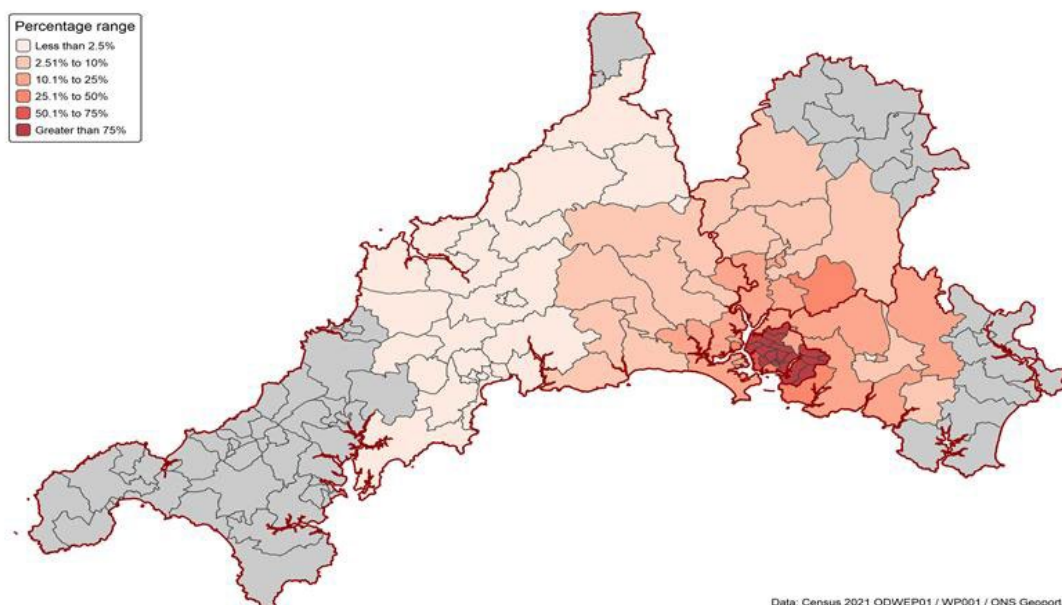 Percentage range
Less than 2.5%
2.51% to 10%
10.1% to 25%
25.1% to 50%
50.1% to 75%
Greater than 75%
Data: Census 2021 ODWEP01 / WP001 / ONS Geoport